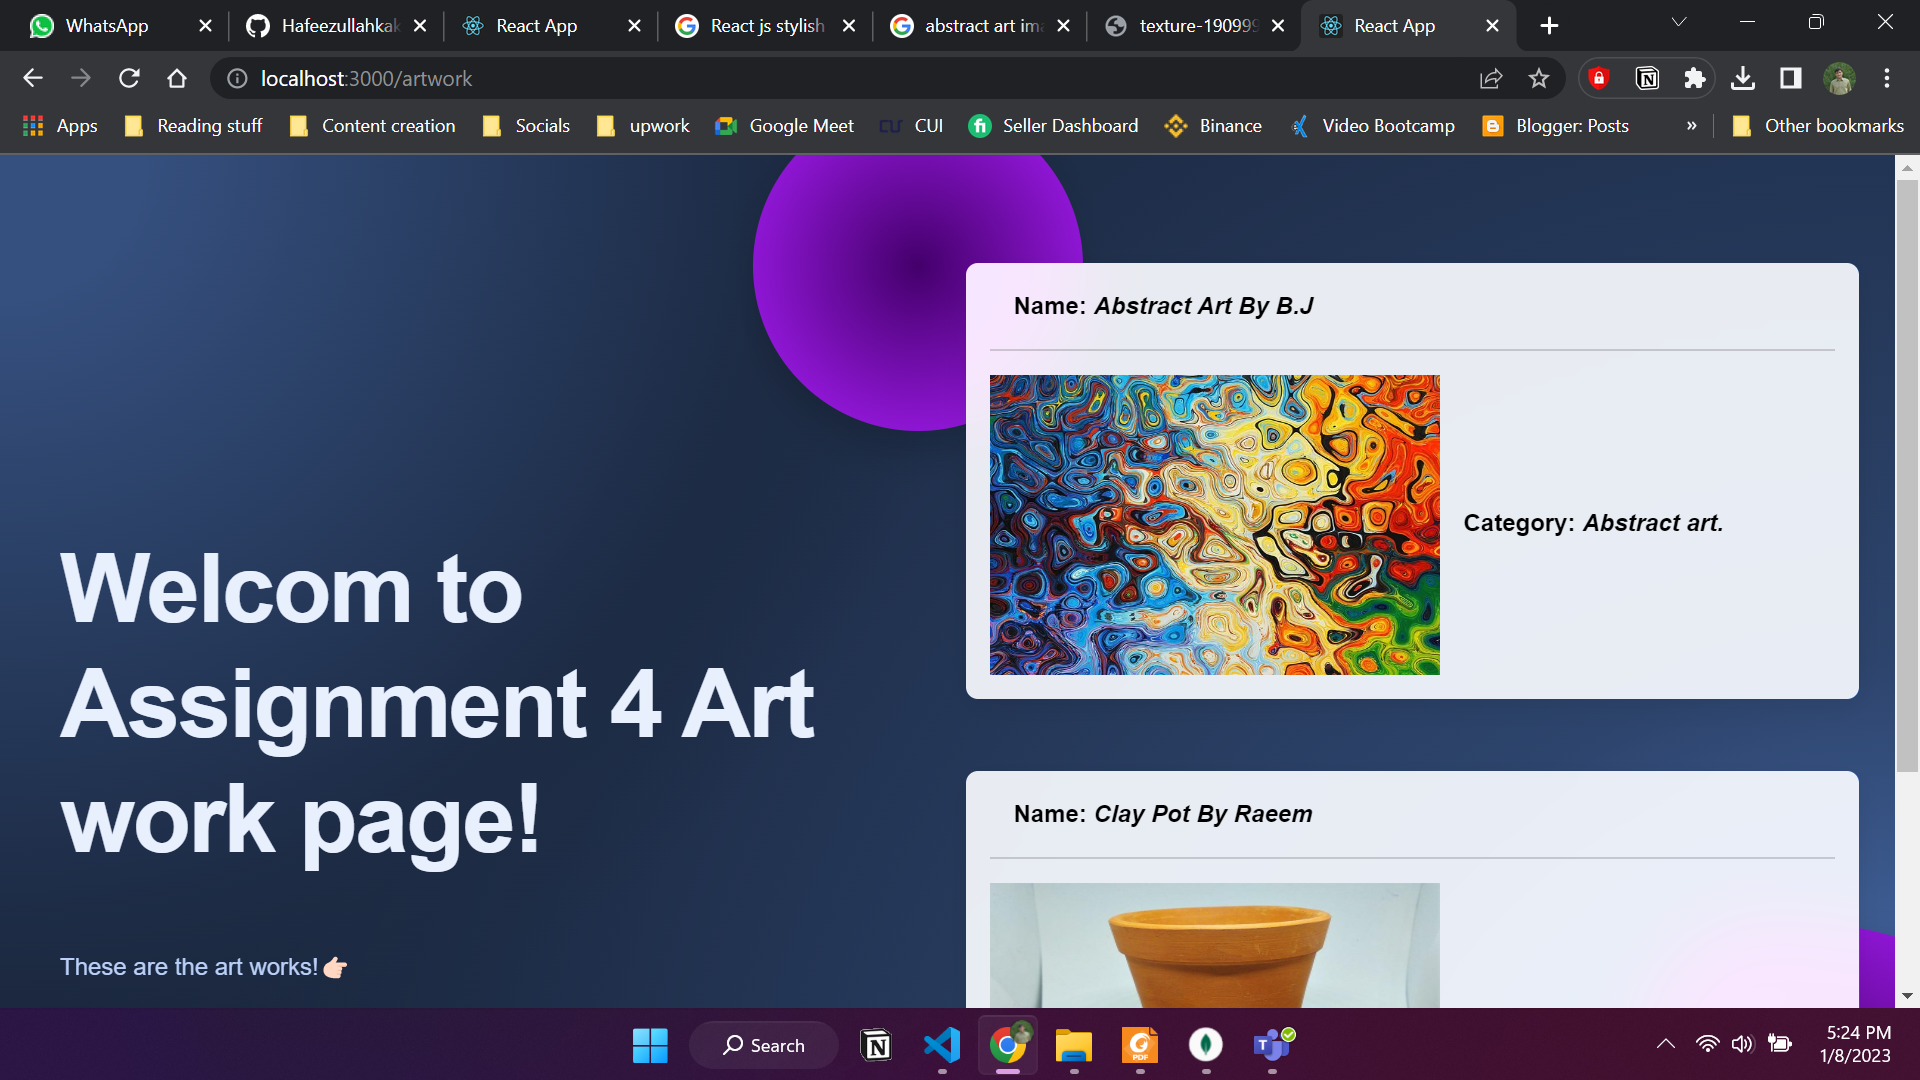 WhatsApp
Hafeezullahkak
React App
React js stylish
abstract art ima
texture-190999
React App
localhost:3000/artwork
Apps
Reading stuff
Content creation
Socials
upwork
Google Meet
CUI
Seller Dashboard
Binance
Video Bootcamp
Blogger: Posts
»
Other bookmarks
Name: Abstract Art By B.J
Category: Abstract art.
Welcom to
Assignment 4 Art
work page!
These are the art works!👉🏻
Name: Clay Pot By Raeem
Search
5:24 PM
1/8/2023